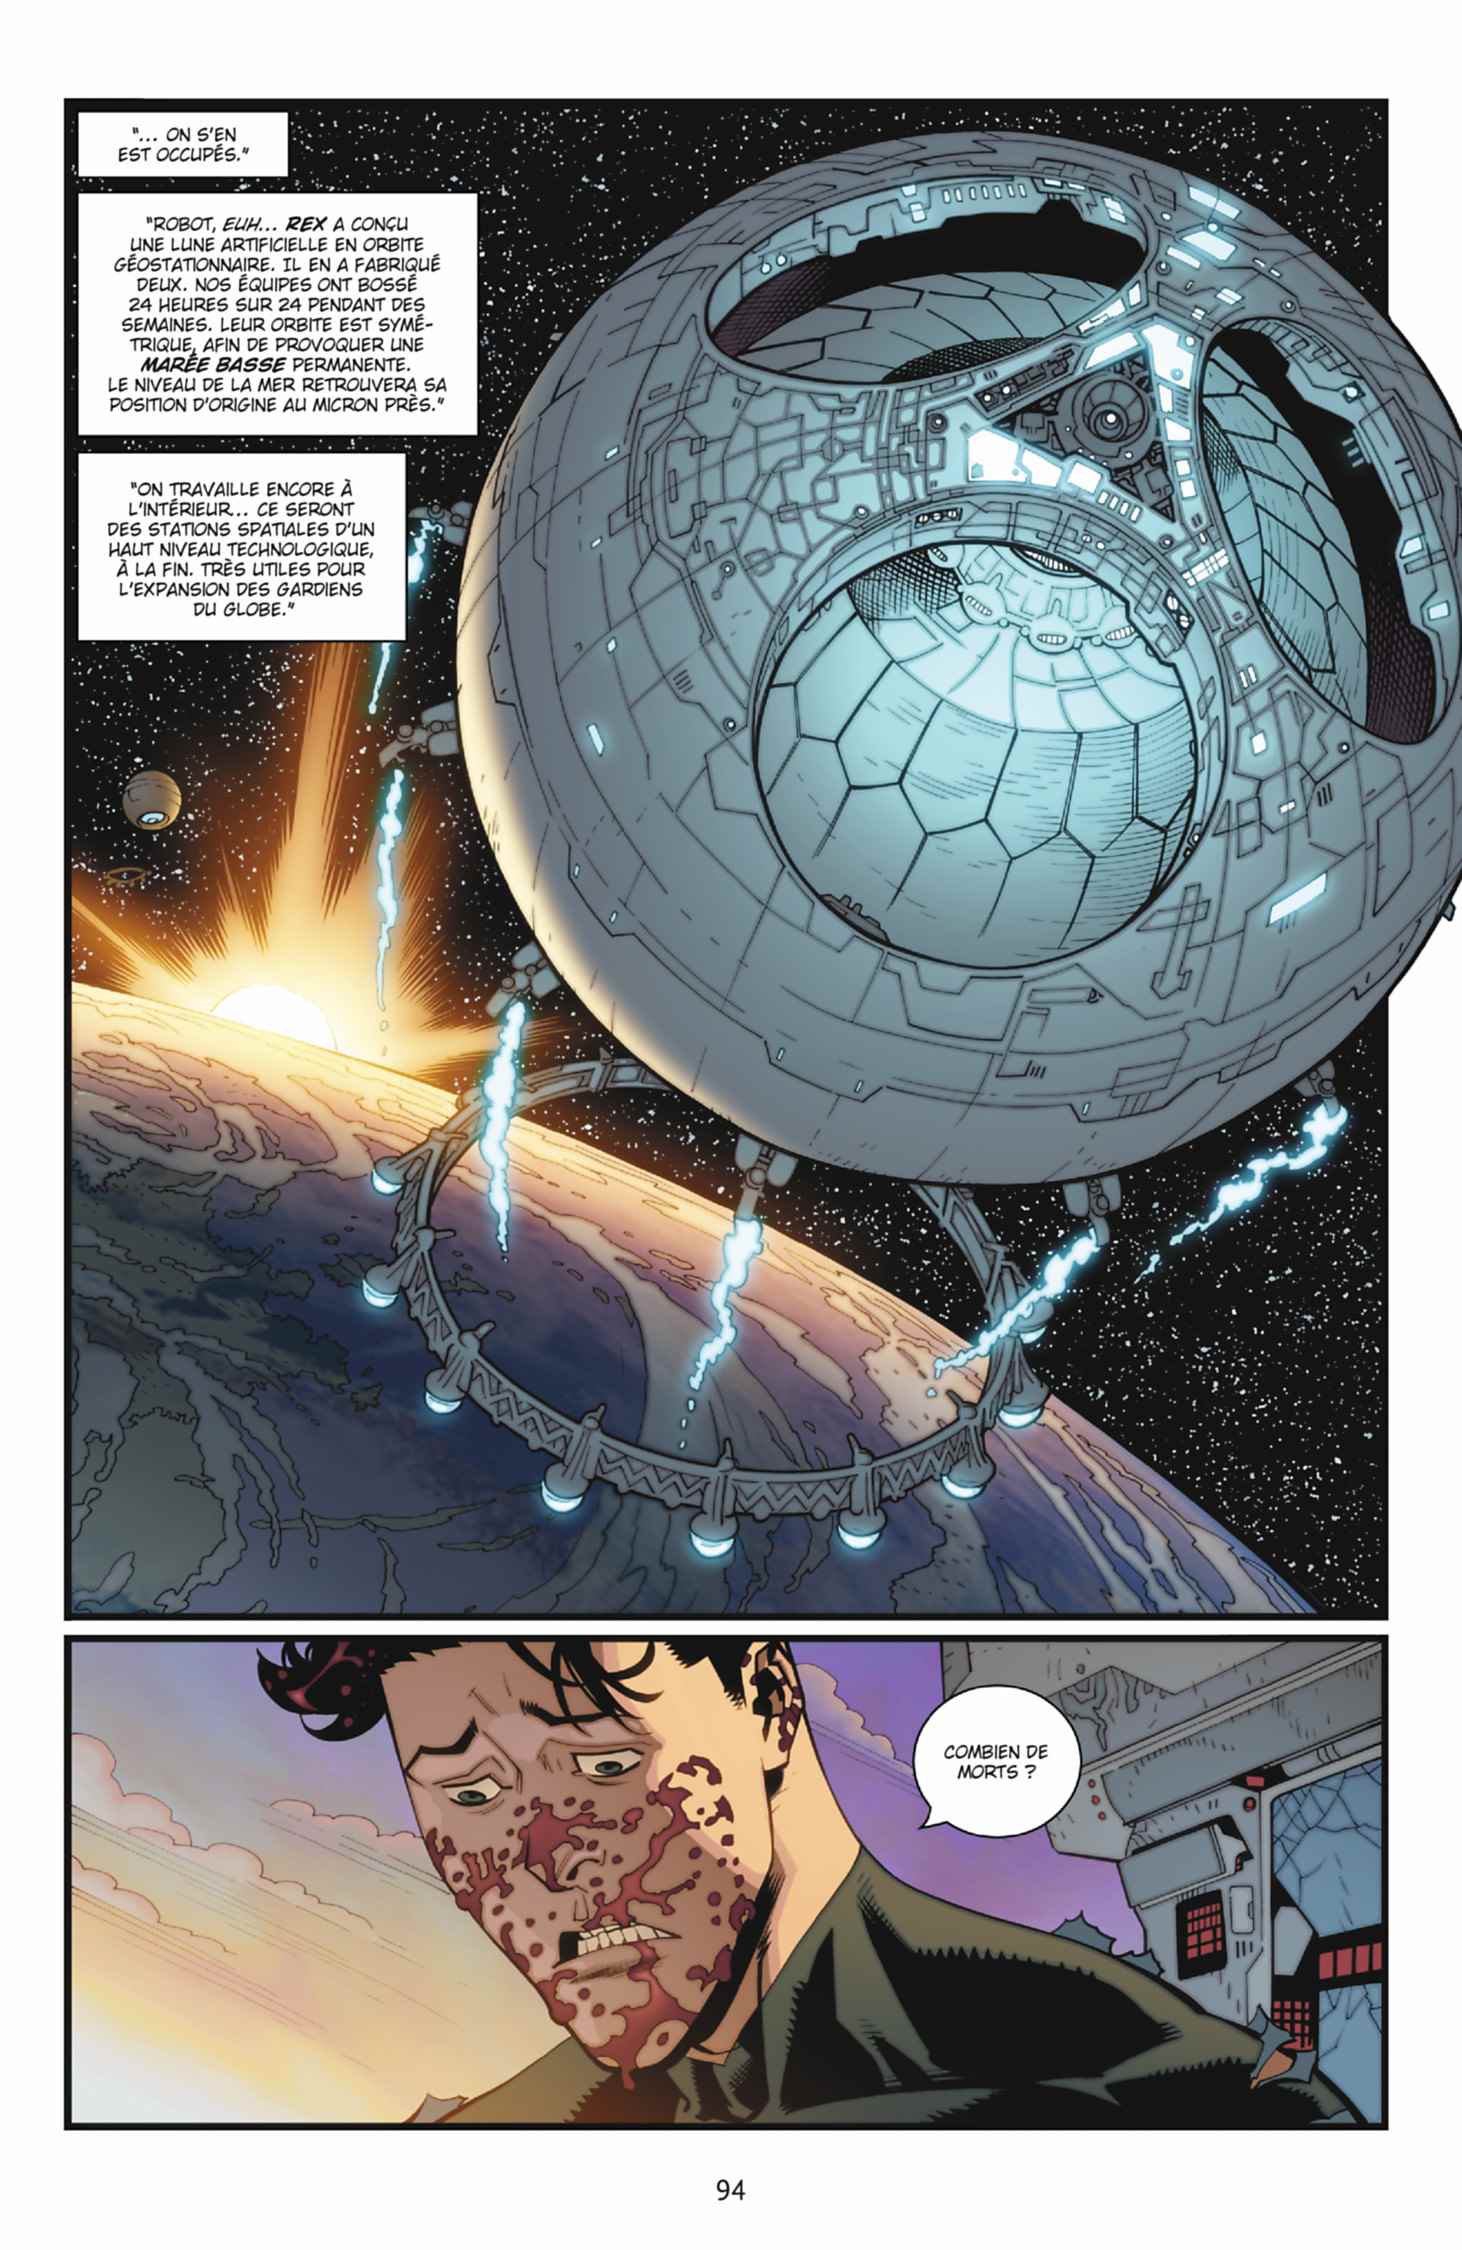 "... ON S'EN
EST OCCUPÉS."
"ROBOT, EUH... REX A CONÇU
UNE LUNE ARTIFICIELLE EN ORBITE
GÉOSTATIONNAIRE. IL EN A FABRIQUÉ
DEUX. NOS ÉQUIPES ONT BOSSÉ
24 HEURES SUR 24 PENDANT DES
SEMAINES. LEUR ORBITE EST SYMÉ-
TRIQUE, AFIN DE PROVOQUER UNE
MARÉE BASSE PERMANENTE.
LE NIVEAU DE LA MER RETROUVERA SA
POSITION D'ORIGINE AU MICRON PRÈS."
"ON TRAVAILLE ENCORE À
L'INTÉRIEUR... CE SERONT
DES STATIONS SPATIALES D'UN
HAUT NIVEAU TECHNOLOGIQUE,
À LA FIN. TRÈS UTILES POUR
L'EXPANSION DES GARDIENS
DU GLOBE."
COMBIEN DE
MORTS ?
94